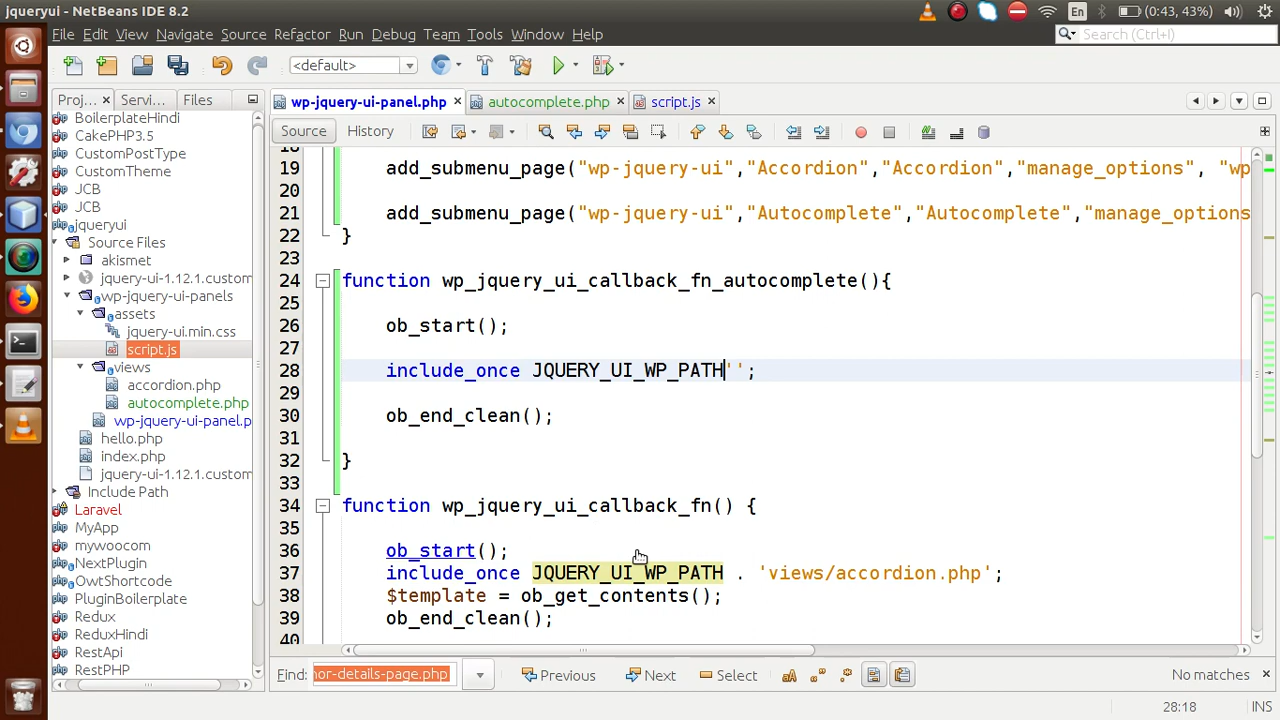 jqueryui - NetBeans IDE 8.2
En
(0:43, 43%)
File Edit View Navigate Source Refactor Run Debug Team Tools Window Help
Search (Ctrl+I)
<default>
Proj... Servi... Files
wp-jquery-ui-panel.php autocomplete.php script.js
Source History
BoilerplateHindi
CakePHP3.5
CustomPostType
CustomTheme
JCB
JCB
jqueryui
Source Files
akismet
jquery-ui-1.12.1.custom
wp-jquery-ui-panels
assets
jquery-ui.min.css
script.js
views
accordion.php
autocomplete.php
wp-jquery-ui-panel.p
hello.php
index.php
jquery-ui-1.12.1.custom
Include Path
Laravel
MyApp
mywoocom
NextPlugin
OwtShortcode
PluginBoilerplate
Redux
ReduxHindi
RestApi
RestPHP
18
19 add_submenu_page("wp-jquery-ui","Accordion","Accordion","manage_options", "wp
20
21 add_submenu_page("wp-jquery-ui","Autocomplete","Autocomplete","manage_options
22 }
23
24 function wp_jquery_ui_callback_fn_autocomplete(){
25
26 ob_start();
27
28 include_once JQUERY_UI_WP_PATH'';
29
30 ob_end_clean();
31
32 }
33
34 function wp_jquery_ui_callback_fn() {
35
36 ob_start();
37 include_once JQUERY_UI_WP_PATH . 'views/accordion.php';
38 $template = ob_get_contents();
39 ob_end_clean();
40
Find: nor-details-page.php Previous Next Select No matches
28:18 INS